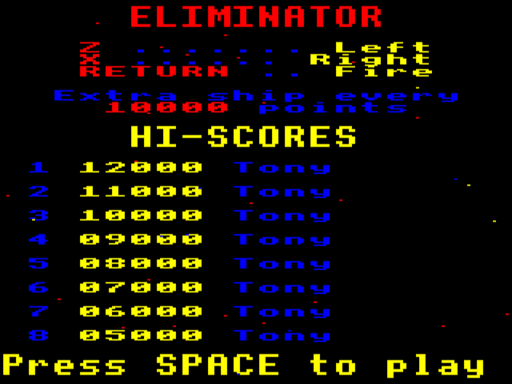 ELIMINATOR
Z ....... Left
X ....... Right
RETURN .. Fire
Extra ship every
10000 points
HI-SCORES
1 12000 Tony
2 11000 Tony
3 10000 Tony
4 09000 Tony
5 08000 Tony
6 07000 Tony
7 06000 Tony
8 05000 Tony
Press SPACE to play